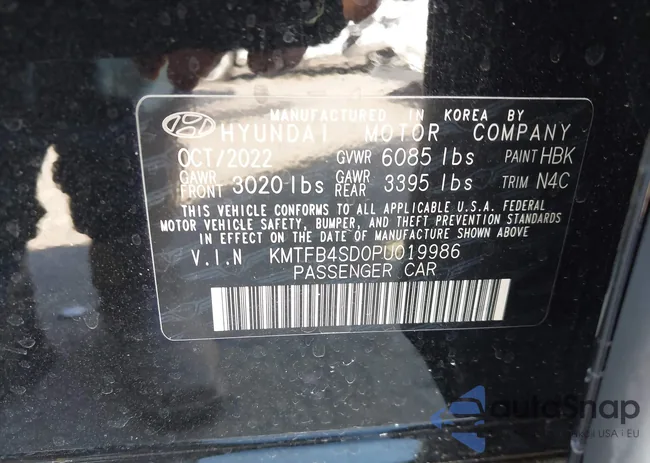 MANUFACTURED IN KOREA BY
HYUNDAI MOTOR COMPANY
OCT/2022 GVWR 6085 lbs PAINT HBK
GAWR FRONT 3020 lbs GAWR REAR 3395 lbs TRIM N4C
THIS VEHICLE CONFORMS TO ALL APPLICABLE U.S.A. FEDERAL
MOTOR VEHICLE SAFETY, BUMPER, AND THEFT PREVENTION STANDARDS
IN EFFECT ON THE DATE OF MANUFACTURE SHOWN ABOVE
V.I.N KMTFB4SD0PU019986
PASSENGER CAR
autoSnap
USA • EU